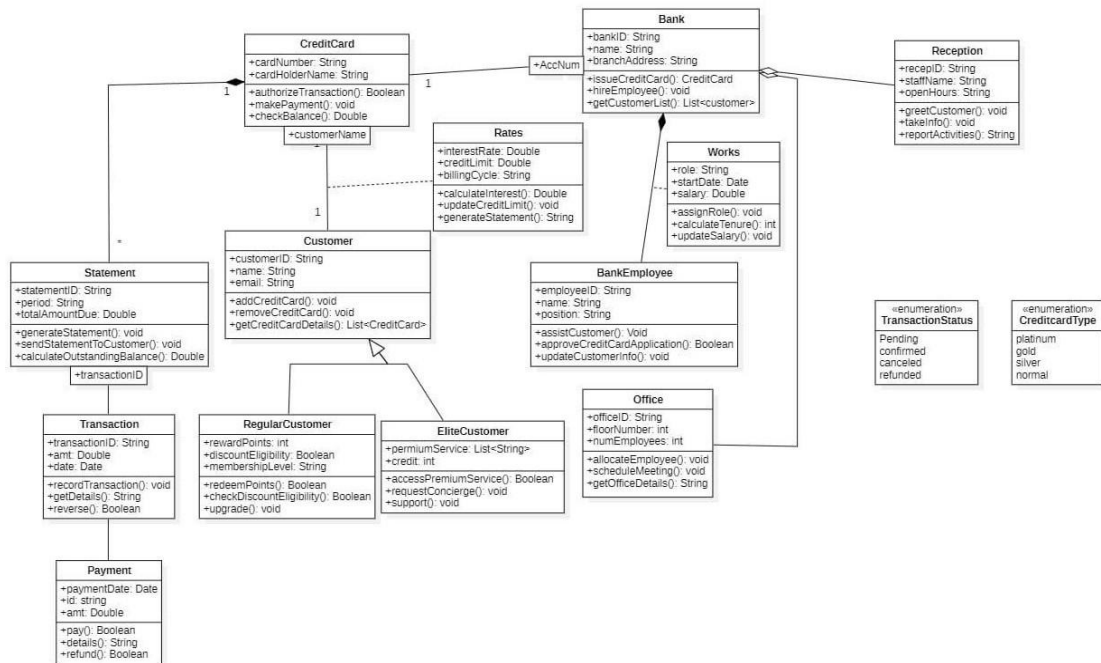 CreditCard
+cardNumber: String
+cardHolderName: String
+authorizeTransaction(): Boolean
+makePayment(): void
+checkBalance(): Double
+customerName
1
*
1
1
1
+AccNum
Bank
+bankID: String
+name: String
+branchAddress: String
+issueCreditCard(): CreditCard
+hireEmployee(): void
+getCustomerList(): List<customer>
Reception
+recepID: String
+staffName: String
+openHours: String
+greetCustomer(): void
+takeInfo(): void
+reportActivities(): String
Rates
+interestRate: Double
+creditLimit: Double
+billingCycle: String
+calculateInterest(): Double
+updateCreditLimit(): void
+generateStatement(): String
Works
+role: String
+startDate: Date
+salary: Double
+assignRole(): void
+calculateTenure(): int
+updateSalary(): void
Customer
+customerID: String
+name: String
+email: String
+addCreditCard(): void
+removeCreditCard(): void
+getCreditCardDetails(): List<CreditCard>
Statement
+statementID: String
+period: String
+totalAmountDue: Double
+generateStatement(): void
+sendStatementToCustomer(): void
+calculateOutstandingBalance(): Double
+transactionID
BankEmployee
+employeeID: String
+name: String
+position: String
+assistCustomer(): Void
+approveCreditCardApplication(): Boolean
+updateCustomerInfo(): void
«enumeration»
TransactionStatus
Pending
confirmed
canceled
refunded
«enumeration»
CreditcardType
platinum
gold
silver
normal
Transaction
+transactionID: String
+amt: Double
+date: Date
+recordTransaction(): void
+getDetails(): String
+reverse(): Boolean
RegularCustomer
+rewardPoints: int
+discountEligibility: Boolean
+membershipLevel: String
+redeemPoints(): Boolean
+checkDiscountEligibility(): Boolean
+upgrade(): void
EliteCustomer
+permiumService: List<String>
+credit: int
+accessPremiumService(): Boolean
+requestConcierge(): void
+support(): void
Office
+officeID: String
+floorNumber: int
+numEmployees: int
+allocateEmployee(): void
+scheduleMeeting(): void
+getOfficeDetails(): String
Payment
+paymentDate: Date
+id: string
+amt: Double
+pay(): Boolean
+details(): String
+refund(): Boolean